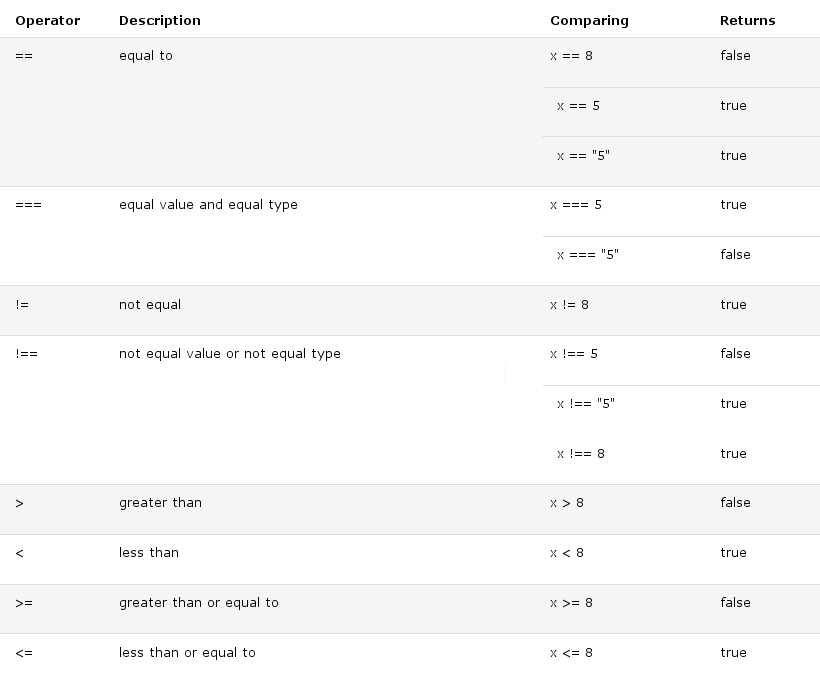 Operator Description Comparing Returns
== equal to x == 8 false
x == 5 true
x == "5" true
=== equal value and equal type x === 5 true
x === "5" false
!= not equal x != 8 true
!== not equal value or not equal type x !== 5 false
x !== "5" true
x !== 8 true
> greater than x > 8 false
< less than x < 8 true
>= greater than or equal to x >= 8 false
<= less than or equal to x <= 8 true